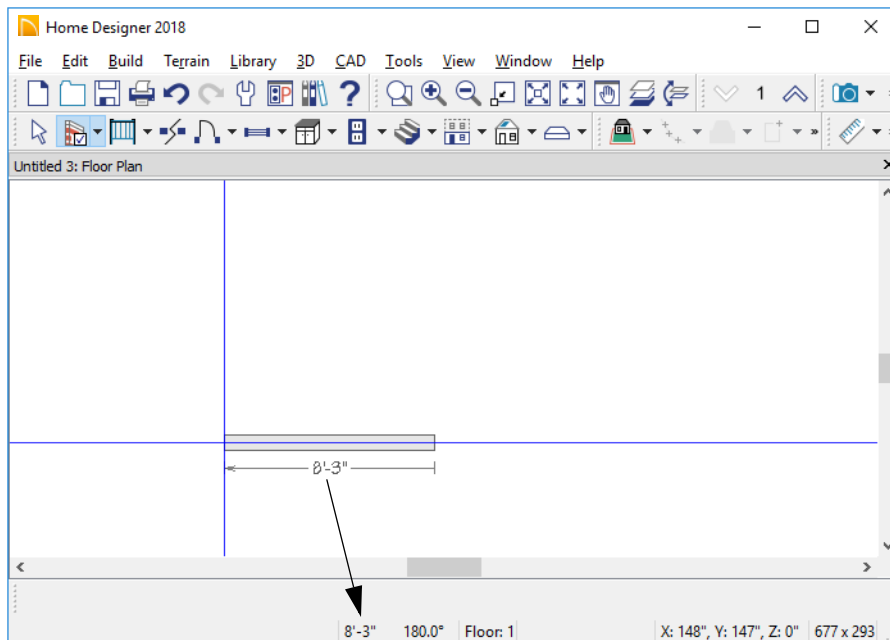 Home Designer 2018
File Edit Build Terrain Library 3D CAD Tools View Window Help
1
Untitled 3: Floor Plan
8'-3"
8'-3" 180.0° Floor: 1 X: 148", Y: 147", Z: 0" 677 x 293